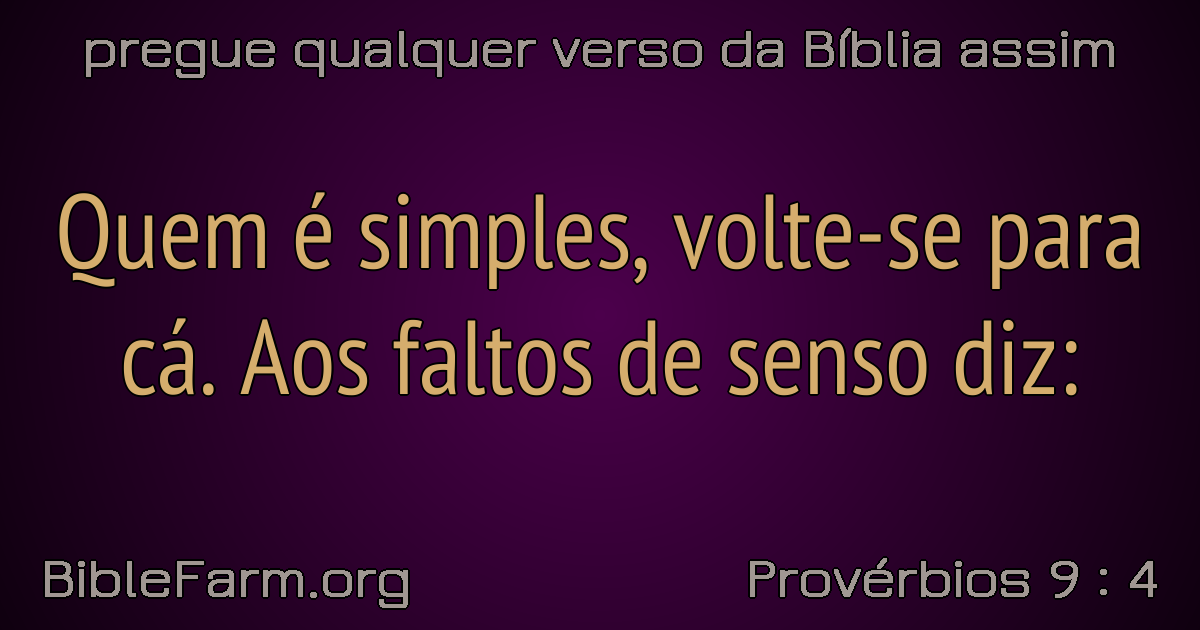 pregue qualquer verso da Bíblia assim
Quem é simples, volte-se para
cá. Aos faltos de senso diz:
BibleFarm.org
Provérbios 9 : 4